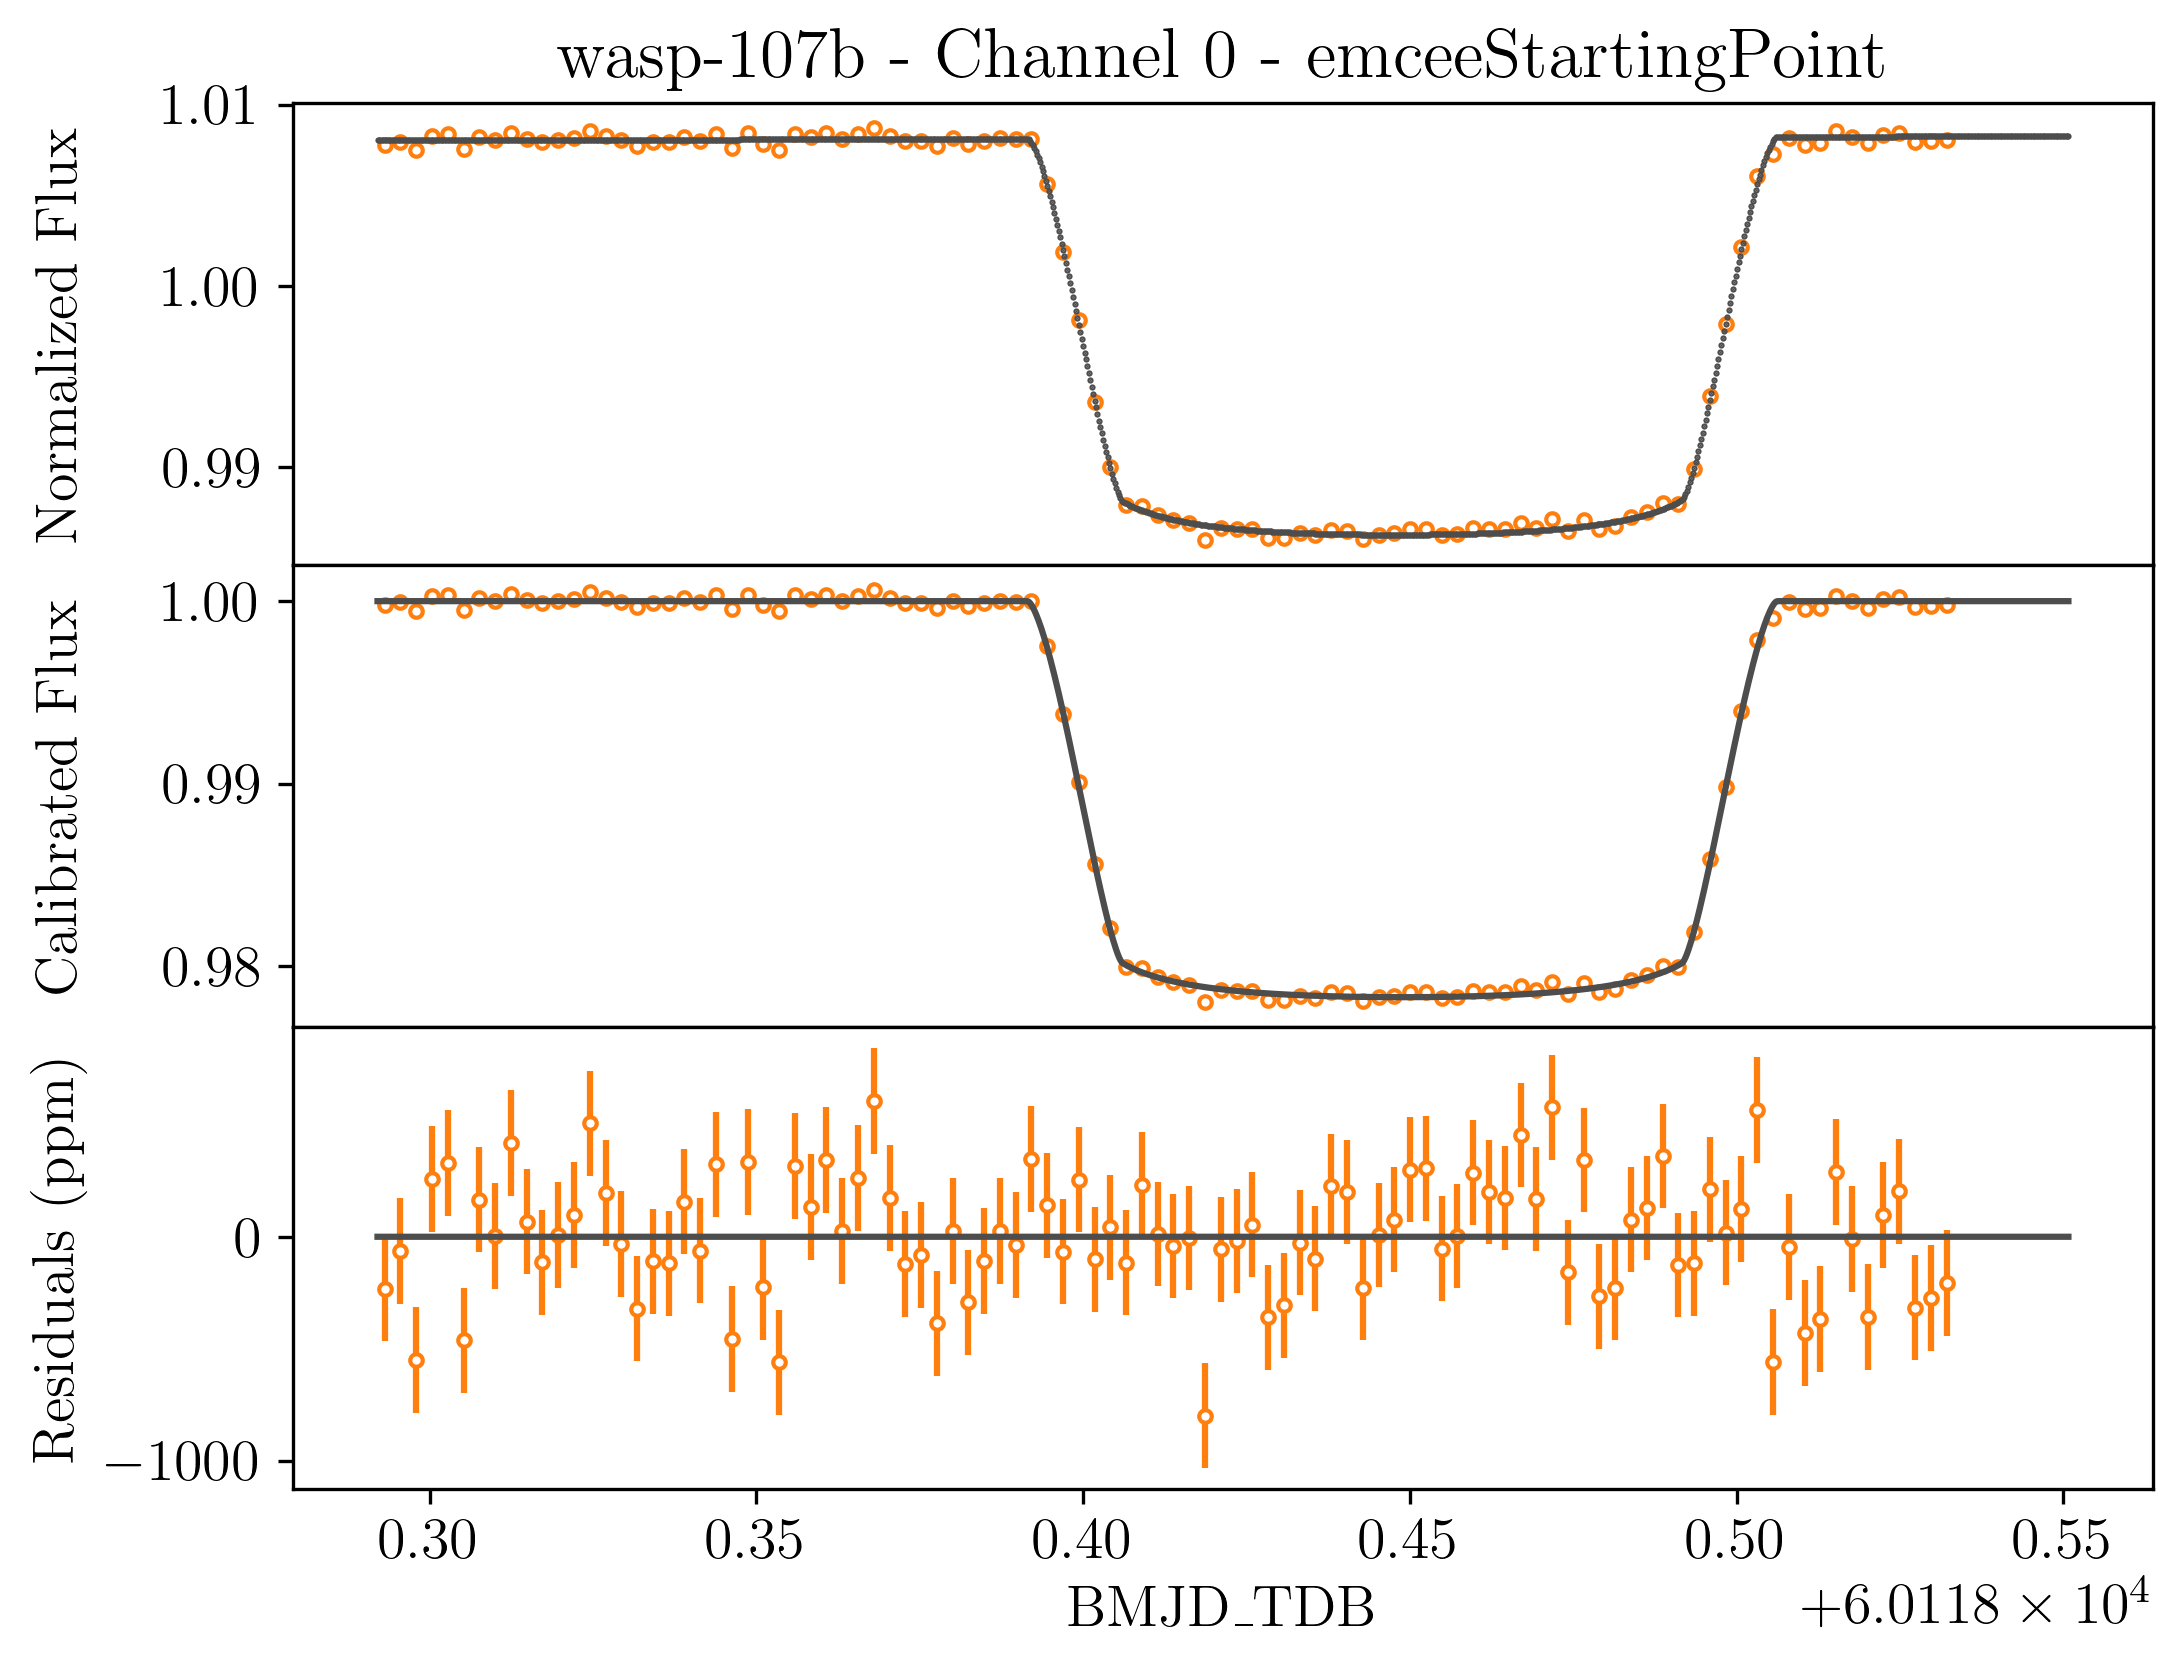 wasp-107b - Channel 0 - emceeStartingPoint
Normalized Flux
1.01
1.00
0.99
Calibrated Flux
1.00
0.99
0.98
Residuals (ppm)
0
−1000
0.30 0.35 0.40 0.45 0.50 0.55
BMJD_TDB
+6.0118 × 10⁴